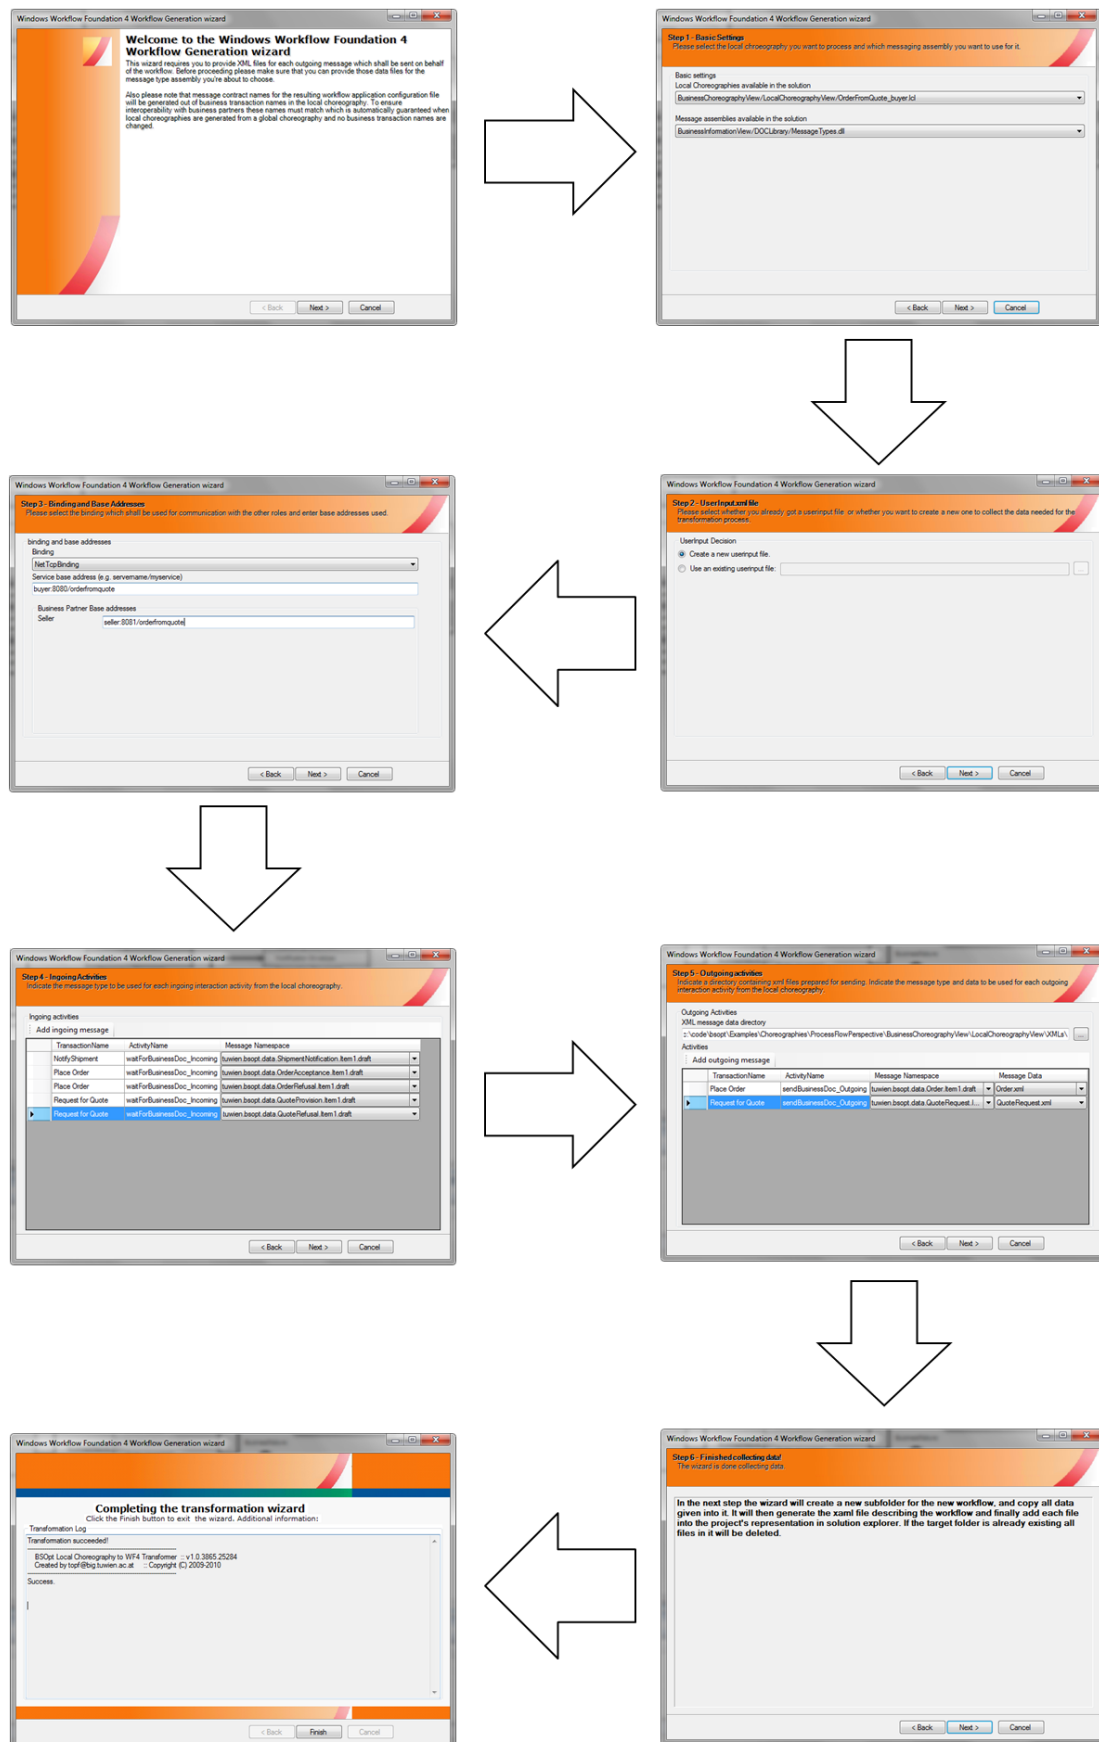 Windows Workflow Foundation 4 Workflow Generation wizard
Welcome to the Windows Workflow Foundation 4
Workflow Generation wizard
This wizard requires you to provide XML files for each outgoing message which shall be sent on behalf
of the workflow. Before proceeding please make sure that you can provide those data files for the
message type assembly you're about to choose.
Also please note that message contract names for the resulting workflow application configuration file
will be generated out of business transaction names in the local choreography. To ensure
interoperability with business partners these names must match which is automatically guaranteed when
local choreographies are generated from a global choreography and no business transaction names are
changed.
< Back Next > Cancel
Windows Workflow Foundation 4 Workflow Generation wizard
Step 1 - Basic Settings
Please select the local chroeography you want to process and which messaging assembly you want to use for it.
Basic settings
Local Choreographies available in the solution
BusinessChoreographyView/LocalChoreographyView/OrderFromQuote_buyer.lcl
Message assemblies available in the solution
BusinessInformationView/DOCLibrary/MessageTypes.dll
< Back Next > Cancel
Windows Workflow Foundation 4 Workflow Generation wizard
Step 2 - UserInput.xml file
Please select whether you already got a userinput file or whether you want to create a new one to collect the data needed for the
transformation process.
UserInput Decision
Create a new userinput file.
Use an existing userinput file:
...
< Back Next > Cancel
Windows Workflow Foundation 4 Workflow Generation wizard
Step 3 - Binding and Base Addresses
Please select the binding which shall be used for communication with the other roles and enter base addresses used.
binding and base addresses
Binding
NetTcpBinding
Service base address (e.g. servername/myservice)
buyer:8080/orderfromquote
Business Partner Base addresses
Seller seller:8081/orderfromquote
< Back Next > Cancel
Windows Workflow Foundation 4 Workflow Generation wizard
Step 4 - Ingoing Activities
Indicate the message type to be used for each ingoing interaction activity from the local choreography.
Ingoing activities
Add ingoing message
TransactionName ActivityName Message Namespace
NotifyShipment waitForBusinessDoc_Incoming tuwien.bsopt.data.ShipmentNotification.Item1.draft
Place Order waitForBusinessDoc_Incoming tuwien.bsopt.data.OrderAcceptance.Item1.draft
Place Order waitForBusinessDoc_Incoming tuwien.bsopt.data.OrderRefusal.Item1.draft
Request for Quote waitForBusinessDoc_Incoming tuwien.bsopt.data.QuoteProvision.Item1.draft
Request for Quote waitForBusinessDoc_Incoming tuwien.bsopt.data.QuoteRefusal.Item1.draft
< Back Next > Cancel
Windows Workflow Foundation 4 Workflow Generation wizard
Step 5 - Outgoing activities
Indicate a directory containing xml files prepared for sending. Indicate the message type and data to be used for each outgoing
interaction activity from the local choreography.
Outgoing Activities
XML message data directory
z:\code\bsopt\Examples\Choreographies\ProcessFlowPerspective\BusinessChoreographyView\LocalChoreographyView\XMLs\ ...
Activities
Add outgoing message
TransactionName ActivityName Message Namespace Message Data
Place Order sendBusinessDoc_Outgoing tuwien.bsopt.data.Order.Item1.draft Order.xml
Request for Quote sendBusinessDoc_Outgoing tuwien.bsopt.data.QuoteRequest.I... QuoteRequest.xml
< Back Next > Cancel
Windows Workflow Foundation 4 Workflow Generation wizard
Step 6 - Finished collecting data!
The wizard is done collecting data.
In the next step the wizard will create a new subfolder for the new workflow, and copy all data
given into it. It will then generate the xaml file describing the workflow and finally add each file
into the project's representation in solution explorer. If the target folder is already existing all
files in it will be deleted.
< Back Next > Cancel
Windows Workflow Foundation 4 Workflow Generation wizard
Completing the transformation wizard
Click the Finish button to exit the wizard. Additional information:
Transformation Log
Transformation succeeded!
BSOpt Local Choreography to WF4 Transformer :: v1.0.3865.25284
Created by topf@big.tuwien.ac.at :: Copyright (C) 2009-2010
Success.
< Back Finish Cancel